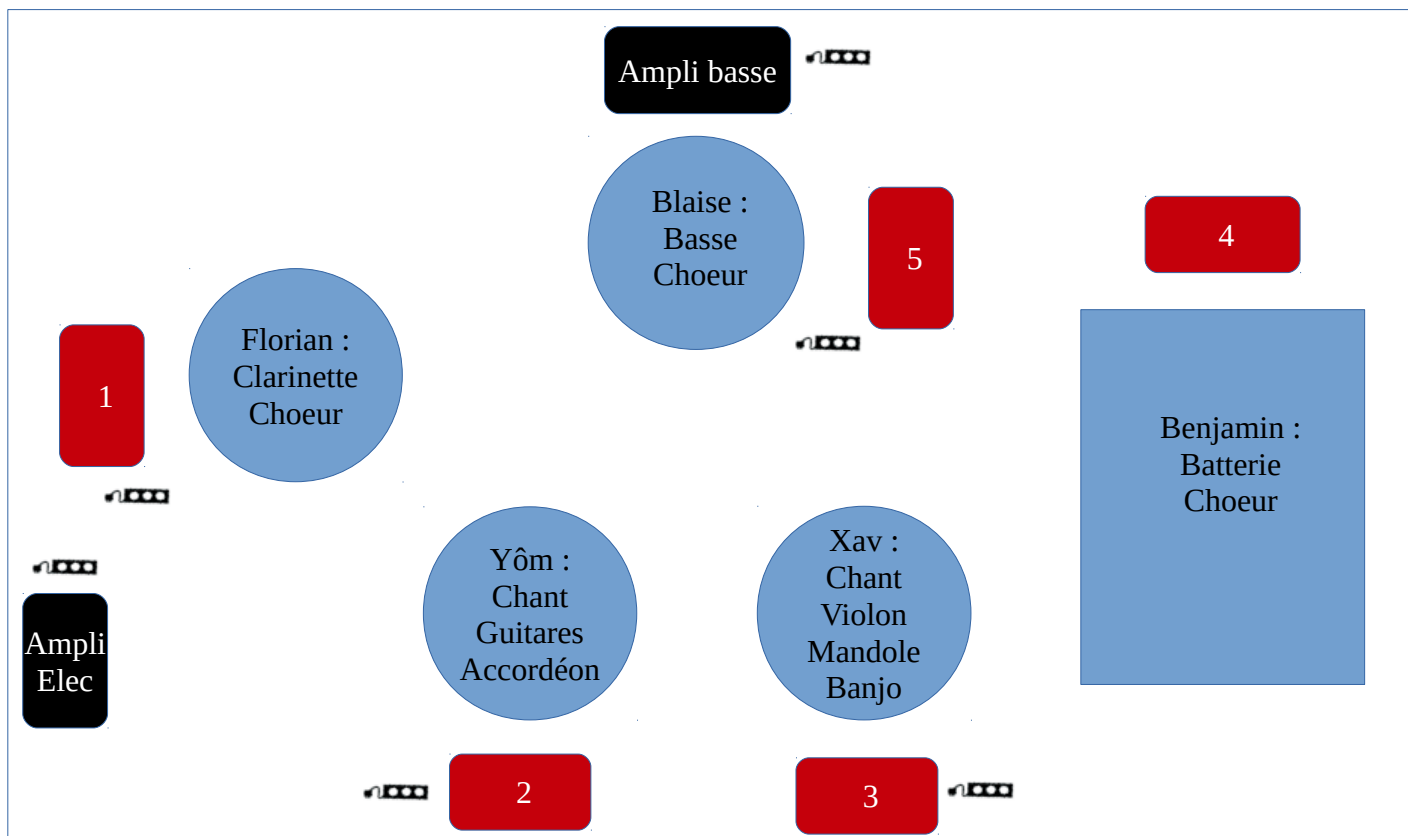 Ampli basse
Blaise :
Basse
Choeur
5
4
Florian :
Clarinette
Choeur
1
Benjamin :
Batterie
Choeur
Yôm :
Chant
Guitares
Accordéon
Xav :
Chant
Violon
Mandole
Banjo
Ampli
Elec
2
3